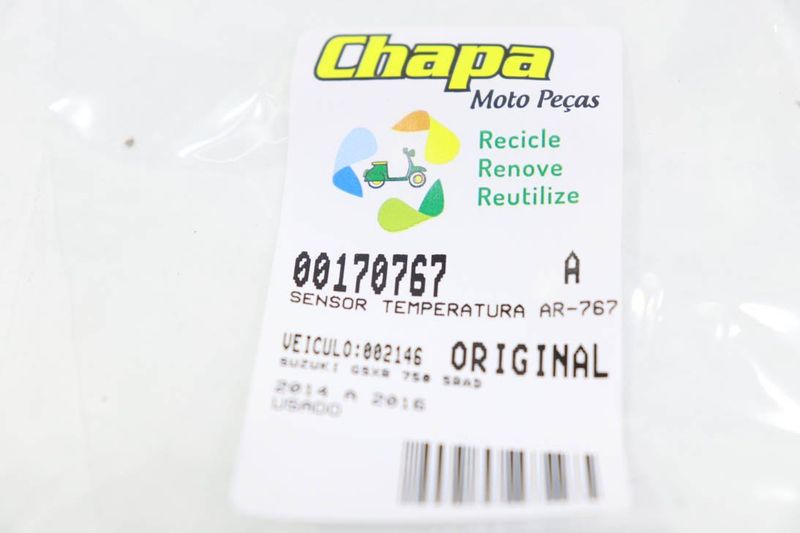 Chapa
Moto Peças
Recicle
Renove
Reutilize
00170767 A
SENSOR TEMPERATURA AR-767
VEICULO:002146 ORIGINAL
SUZUKI GSXR 750 SRAD
2014 A 2016
USADO